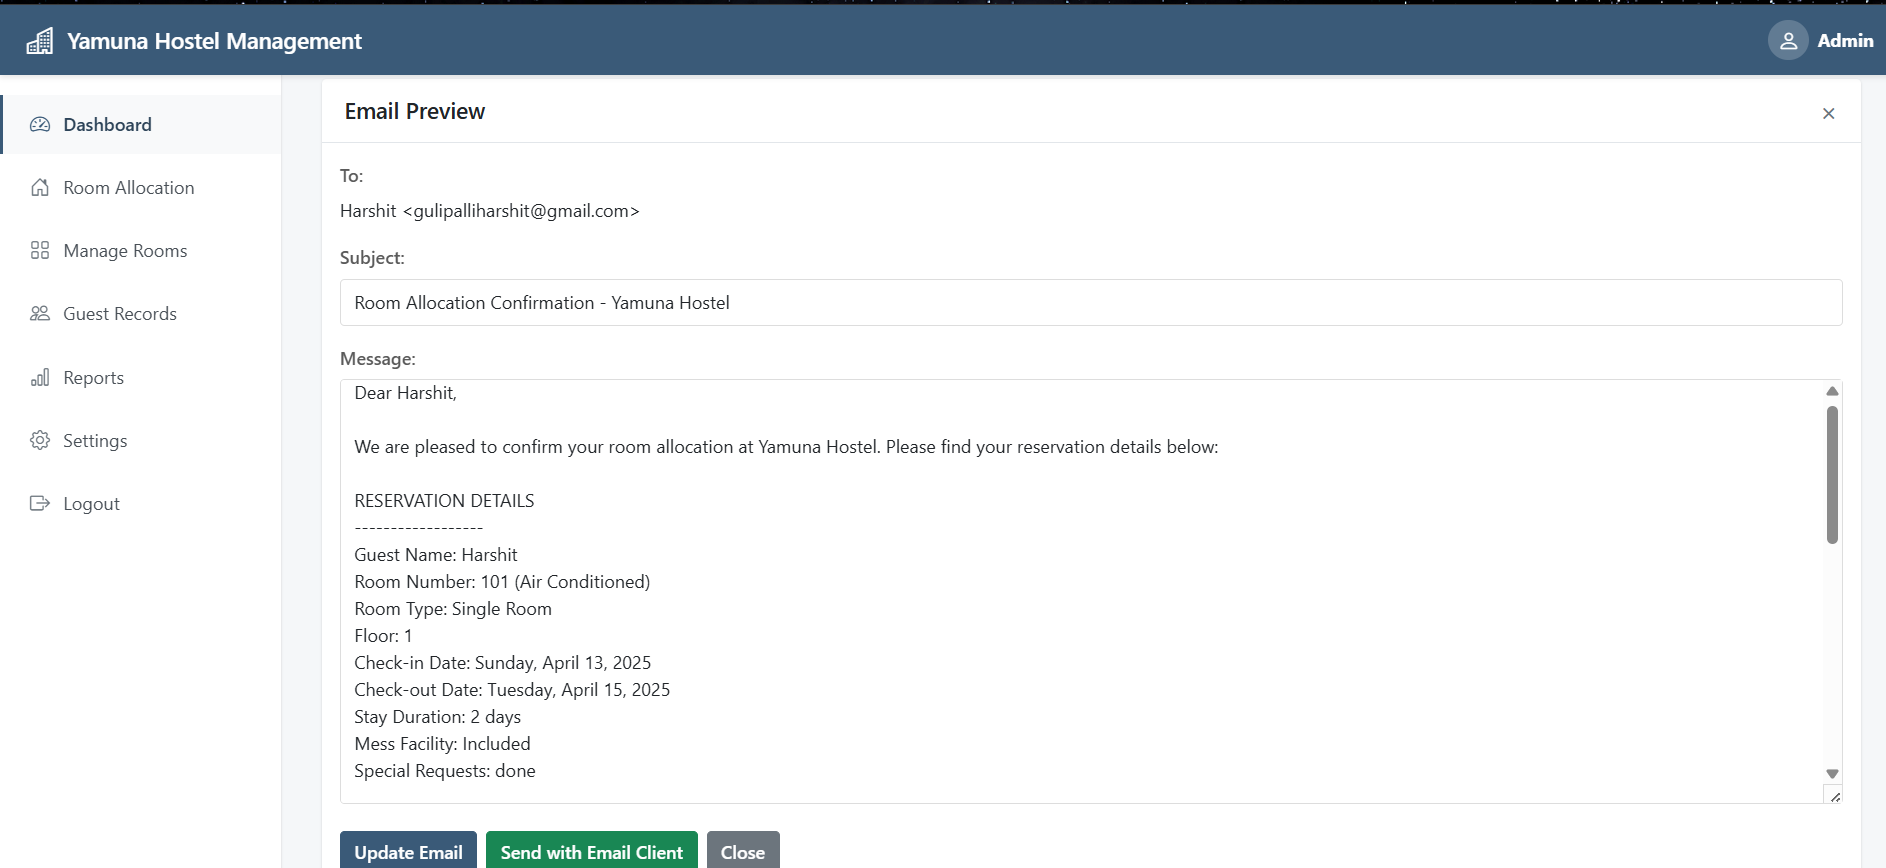 Yamuna Hostel Management
Admin
Dashboard
Room Allocation
Manage Rooms
Guest Records
Reports
Settings
Logout
Email Preview
×
To:
Harshit <gulipalliharshit@gmail.com>
Subject:
Room Allocation Confirmation - Yamuna Hostel
Message:
Dear Harshit,
We are pleased to confirm your room allocation at Yamuna Hostel. Please find your reservation details below:
RESERVATION DETAILS
------------------
Guest Name: Harshit
Room Number: 101 (Air Conditioned)
Room Type: Single Room
Floor: 1
Check-in Date: Sunday, April 13, 2025
Check-out Date: Tuesday, April 15, 2025
Stay Duration: 2 days
Mess Facility: Included
Special Requests: done
Update Email
Send with Email Client
Close